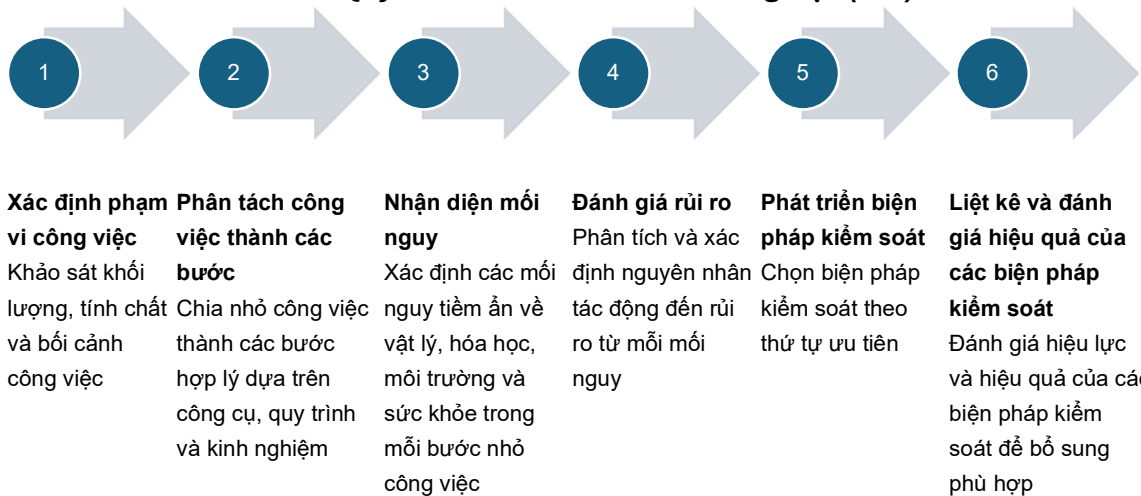 1
2
3
4
5
6
Xác định phạm
vi công việc
Khảo sát khối
lượng, tính chất
và bối cảnh
công việc
Phân tách công
việc thành các
bước
Chia nhỏ công việc
thành các bước
hợp lý dựa trên
công cụ, quy trình
và kinh nghiệm
Nhận diện mối
nguy
Xác định các mối
nguy tiềm ẩn về
vật lý, hóa học,
môi trường và
sức khỏe trong
mỗi bước nhỏ
công việc
Đánh giá rủi ro
Phân tích và xác
định nguyên nhân
tác động đến rủi
ro từ mỗi mối
nguy
Phát triển biện
pháp kiểm soát
Chọn biện pháp
kiểm soát theo
thứ tự ưu tiên
Liệt kê và đánh
giá hiệu quả của
các biện pháp
kiểm soát
Đánh giá hiệu lực
và hiệu quả của
biện pháp kiểm
soát để bổ sung
phù hợp